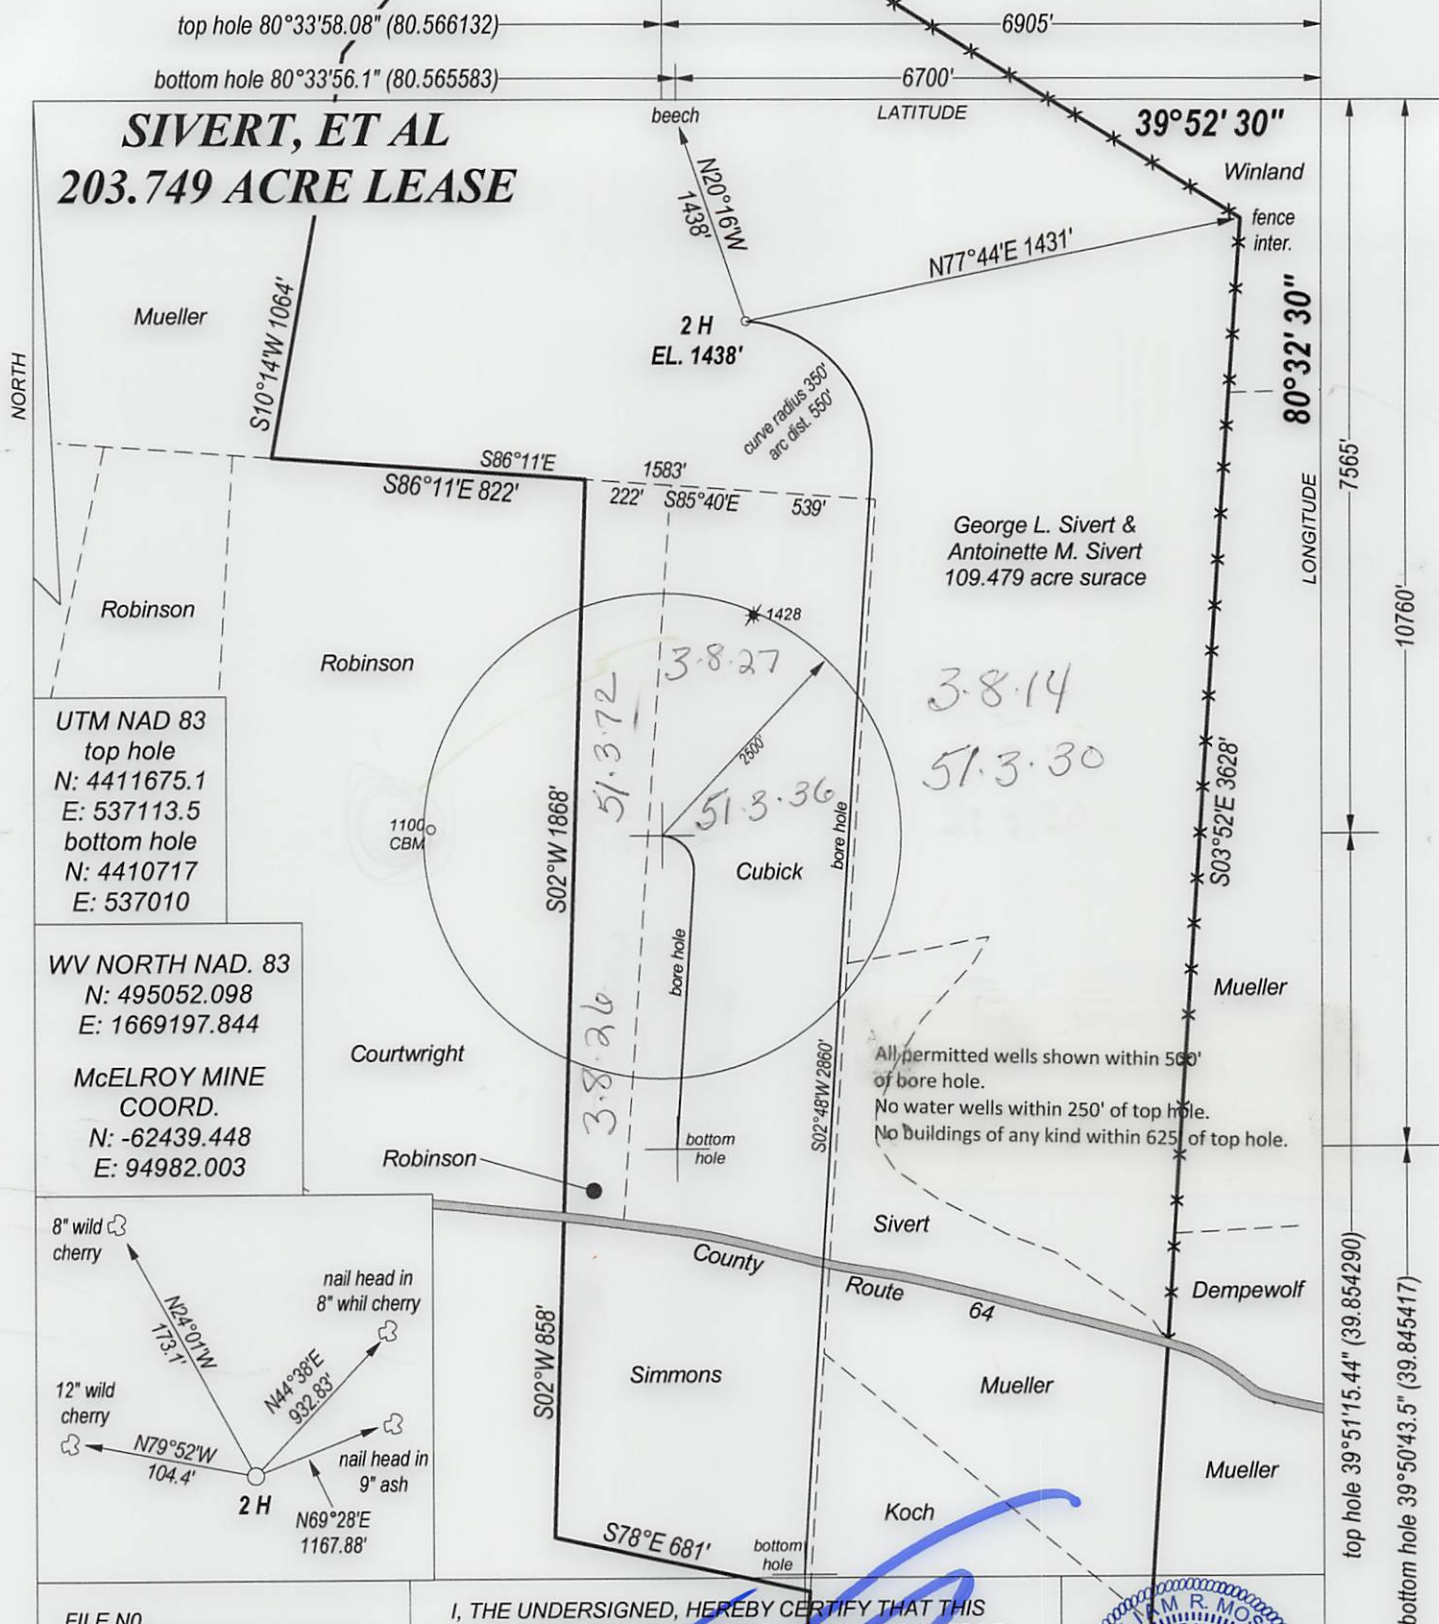 top hole 80°33'58.08" (80.566132)
6905'
bottom hole 80°33'56.1" (80.565583)
6700'
beech
LATITUDE
39°52' 30"
SIVERT, ET AL
203.749 ACRE LEASE
Winland
fence
inter.
N20°16'W
1438'
N77°44'E 1431'
2 H
EL. 1438'
Mueller
S10°14'W 1064'
NORTH
curve radius 350'
arc dist. 550'
80°32' 30"
LONGITUDE
7565'
10760'
S86°11'E
1583'
S86°11'E 822'
222'
S85°40'E
539'
George L. Sivert &
Antoinette M. Sivert
109.479 acre surace
Robinson
Robinson
1428
3.8.27
3.8.14
51.3.30
51.3.72
2500'
51.3.36
UTM NAD 83
top hole
N: 4411675.1
E: 537113.5
bottom hole
N: 4410717
E: 537010
1100
CBM
S02°W 1868'
Cubick
bore hole
S03°52'E 3628'
bore hole
WV NORTH NAD. 83
N: 495052.098
E: 1669197.844
McELROY MINE
COORD.
N: -62439.448
E: 94982.003
Mueller
Courtwright
3.8.26
S02°48'W 2860'
All permitted wells shown within 500'
of bore hole.
No water wells within 250' of top hole.
No buildings of any kind within 625' of top hole.
bottom
hole
Robinson
Sivert
County
Route
64
Dempewolf
8" wild
cherry
N24°01'W
173.1'
nail head in
8" whil cherry
N44°38'E
932.83'
12" wild
cherry
N79°52'W
104.4'
nail head in
9" ash
2 H
N69°28'E
1167.88'
S02°W 858'
Simmons
Mueller
Mueller
Koch
S78°E 681'
bottom
hole
top hole 39°51'15.44" (39.854290)
bottom hole 39°50'43.5" (39.845417)
FILE NO.
I, THE UNDERSIGNED, HEREBY CERTIFY THAT THIS
M R. MOS